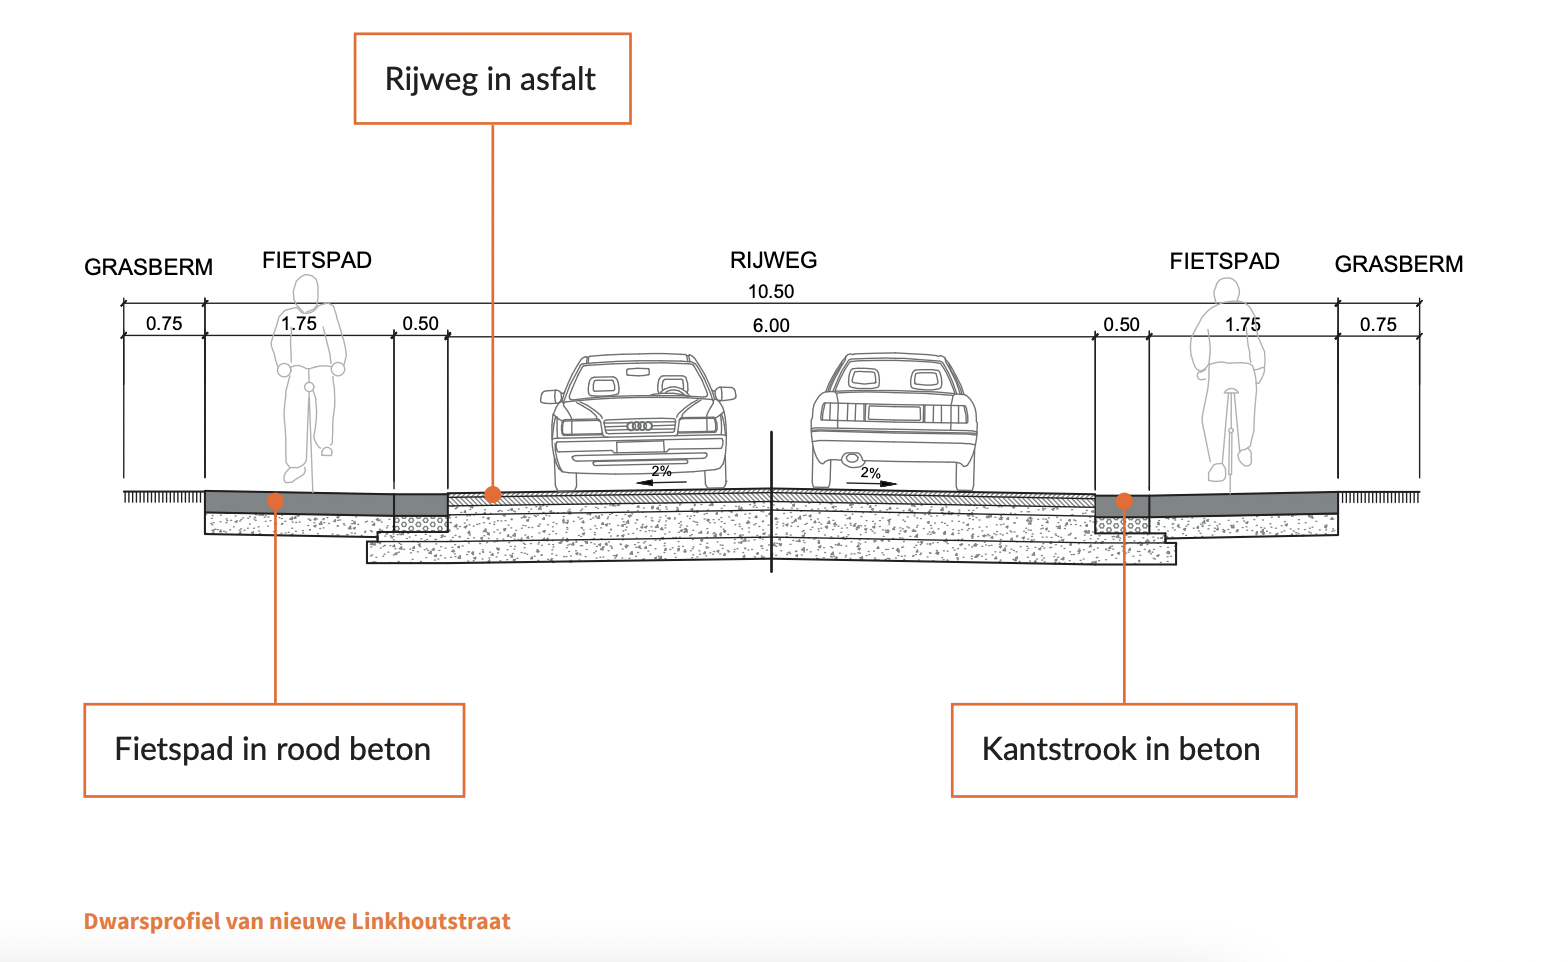 Rijweg in asfalt
GRASBERM
FIETSPAD
RIJWEG
FIETSPAD
GRASBERM
10.50
0.75
1.75
0.50
6.00
0.50
1.75
0.75
2%
2%
Fietspad in rood beton
Kantstrook in beton
Dwarsprofiel van nieuwe Linkhoutstraat